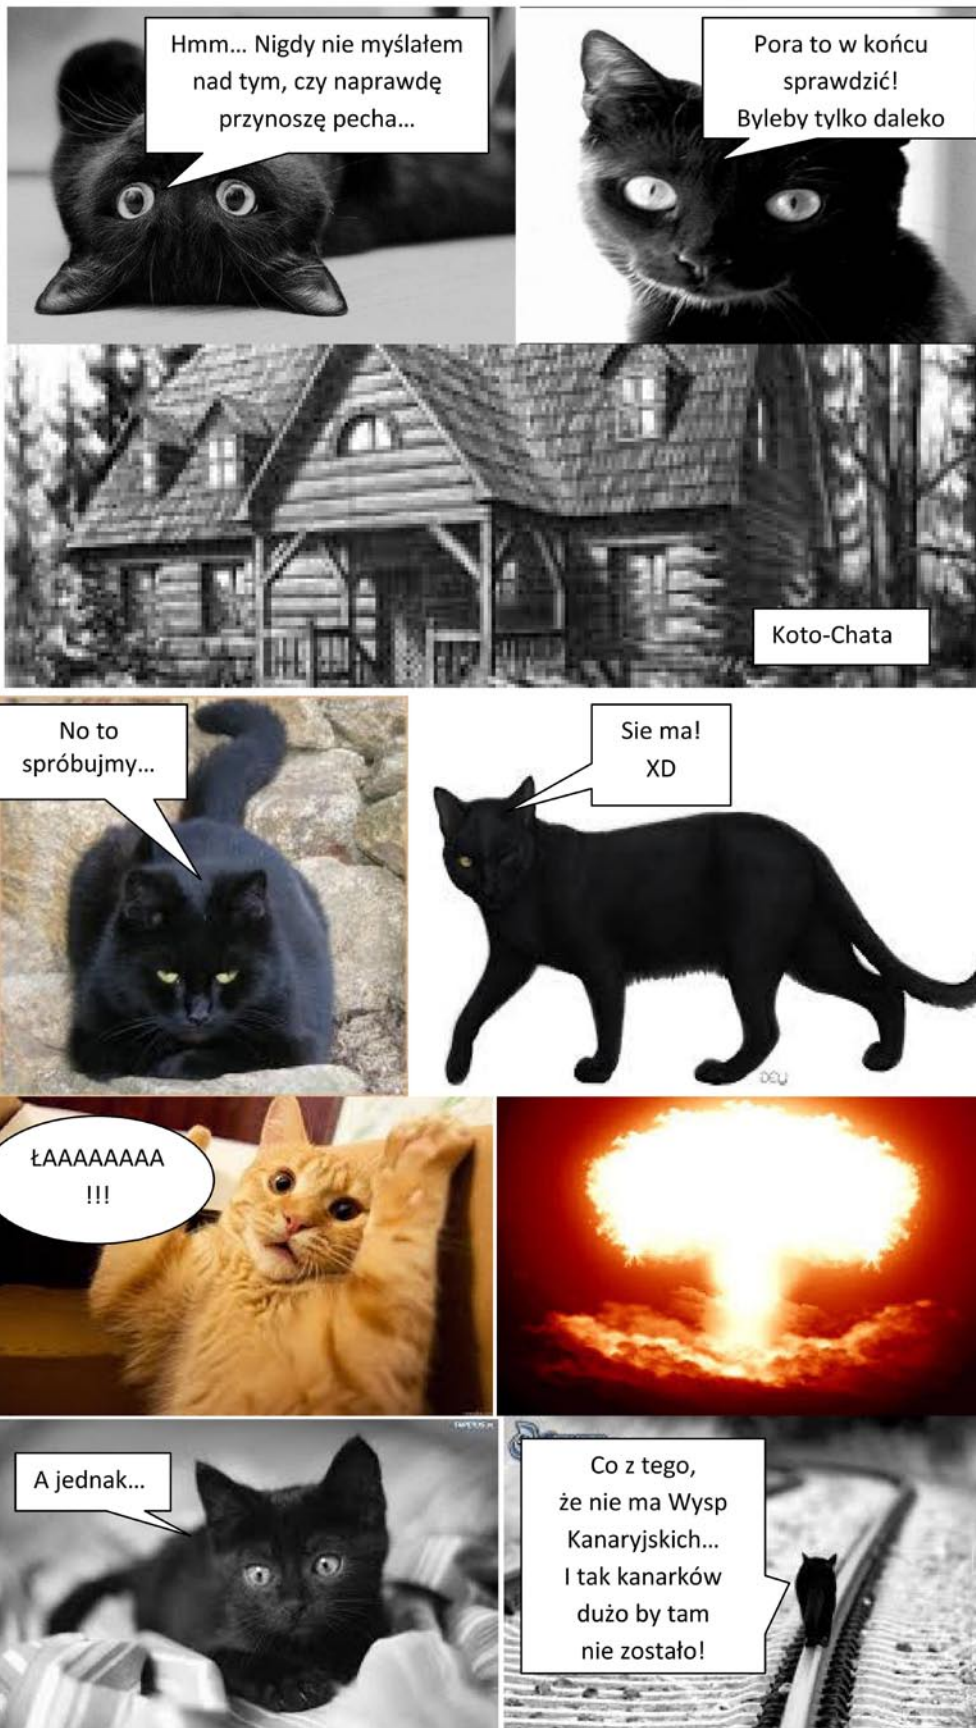 Hmm... Nigdy nie myślałem
nad tym, czy naprawdę
przynoszę pecha...
Pora to w końcu
sprawdzić!
Byleby tylko daleko
Koto-Chata
No to
spróbujmy...
Sie ma!
XD
DEU
ŁAAAAAAAA
!!!
A jednak...
Co z tego,
że nie ma Wysp
Kanaryjskich...
I tak kanarków
dużo by tam
nie zostało!